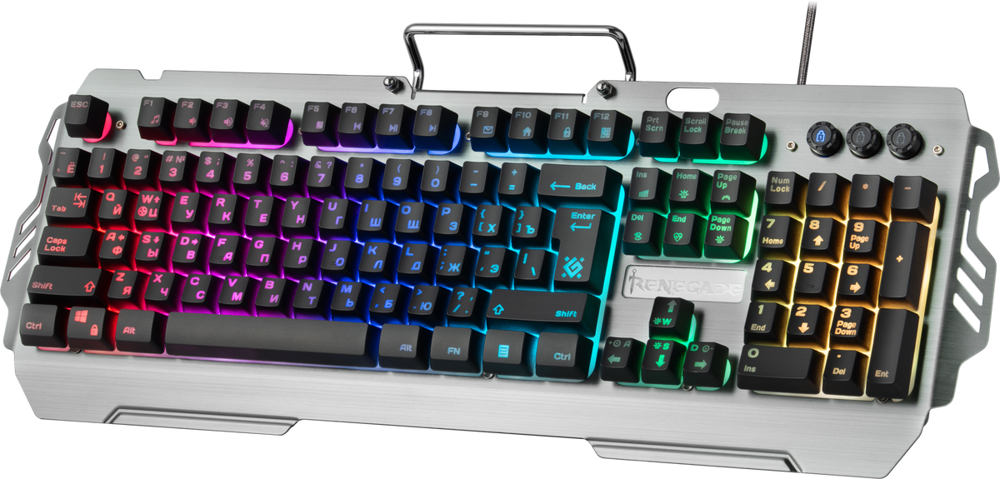 ESC F1 F2 F3 F4 F5 F6 F7 F8 F9 F10 F11 F12 Prt Scrn Scroll Lock Pause Break
~ ` Ё ! 1 @ " 2 # № 3 $ ; 4 % 5 ^ : 6 & ? 7 * 8 ( 9 ) 0 _ - + = Back Ins Home Page Up Num Lock / * -
Tab Q Й W Ц E У R К T Е Y Н U Г I Ш O Щ P З { [ Х } ] Ъ Enter Del End Page Down 7 Home 8 9 Page Up +
Caps Lock A Ф S Ы D В F А G П H Р J О K Л L Д : ; Ж " ' Э | \ RENEGADE 4 5 6
Shift Z Я X Ч C С V М B И N Т M Ь < , Б > . Ю ? / . Shift W 1 End 2 3 Page Down Enter
Ctrl Alt Alt FN Ctrl A S D 0 Ins . Del Ent